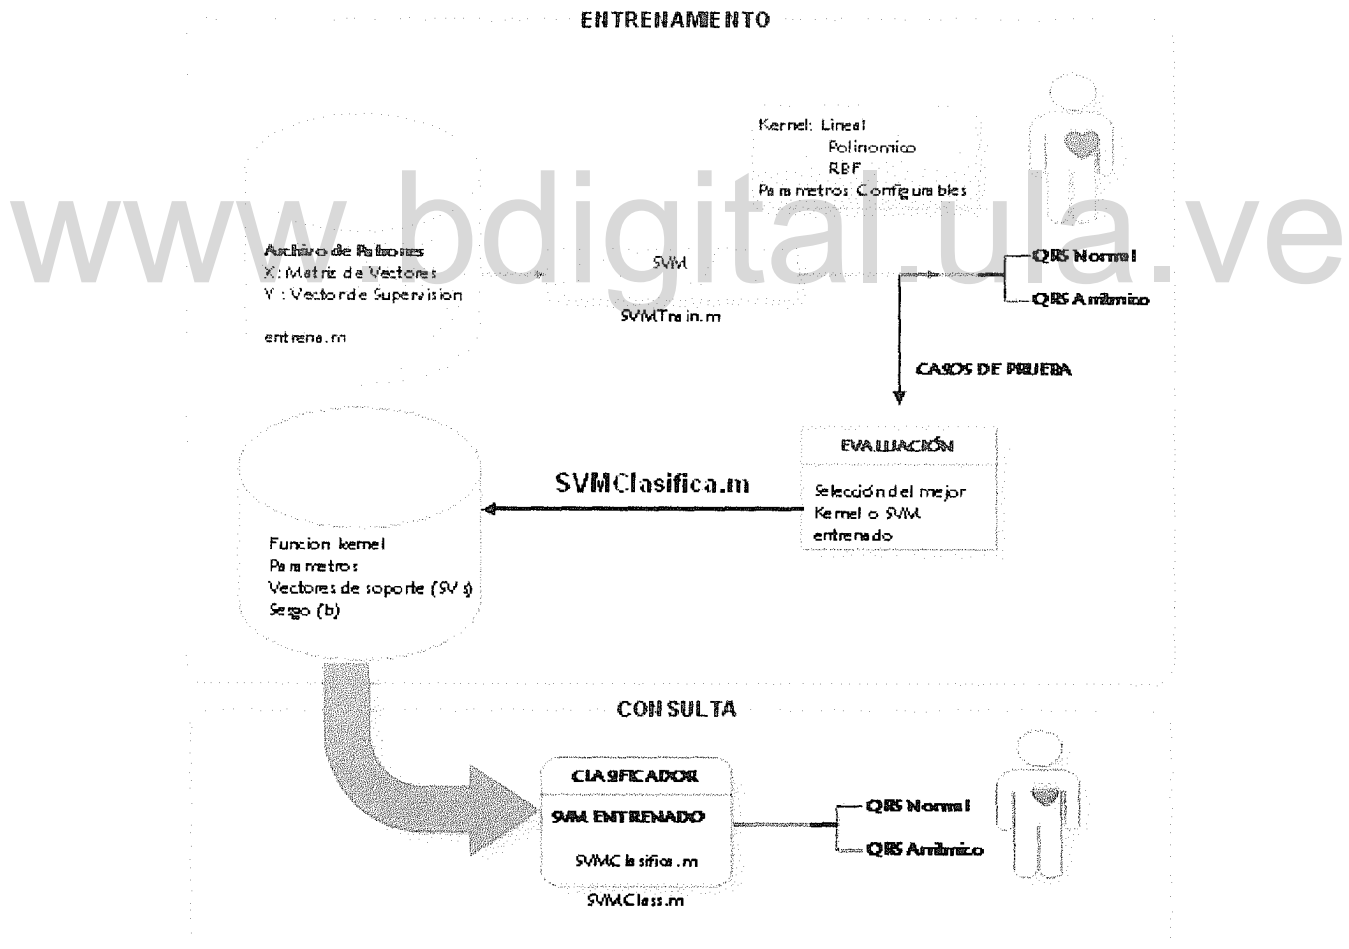 ENTRENAMIENTO
Kernel: Lineal
Polinomico
RBF
Parametros Configurables
www.bdigital.ula.ve
Archivo de Patrones
X: Matriz de Vectores
Y: Vector de Supervision
entrena.m
SVM
SVMTrain.m
QRS Normal
QRS Arritmico
CASOS DE PRUEBA
EVALUACIÓN
Selección del mejor
Kernel o SVM
entrenado
SVMClasifica.m
Funcion kernel
Parametros
Vectores de soporte (SVs)
Sesgo (b)
CONSULTA
CLASIFICADOR
SVM ENTRENADO
SVMClasifica.m
SVMClass.m
QRS Normal
QRS Arritmico